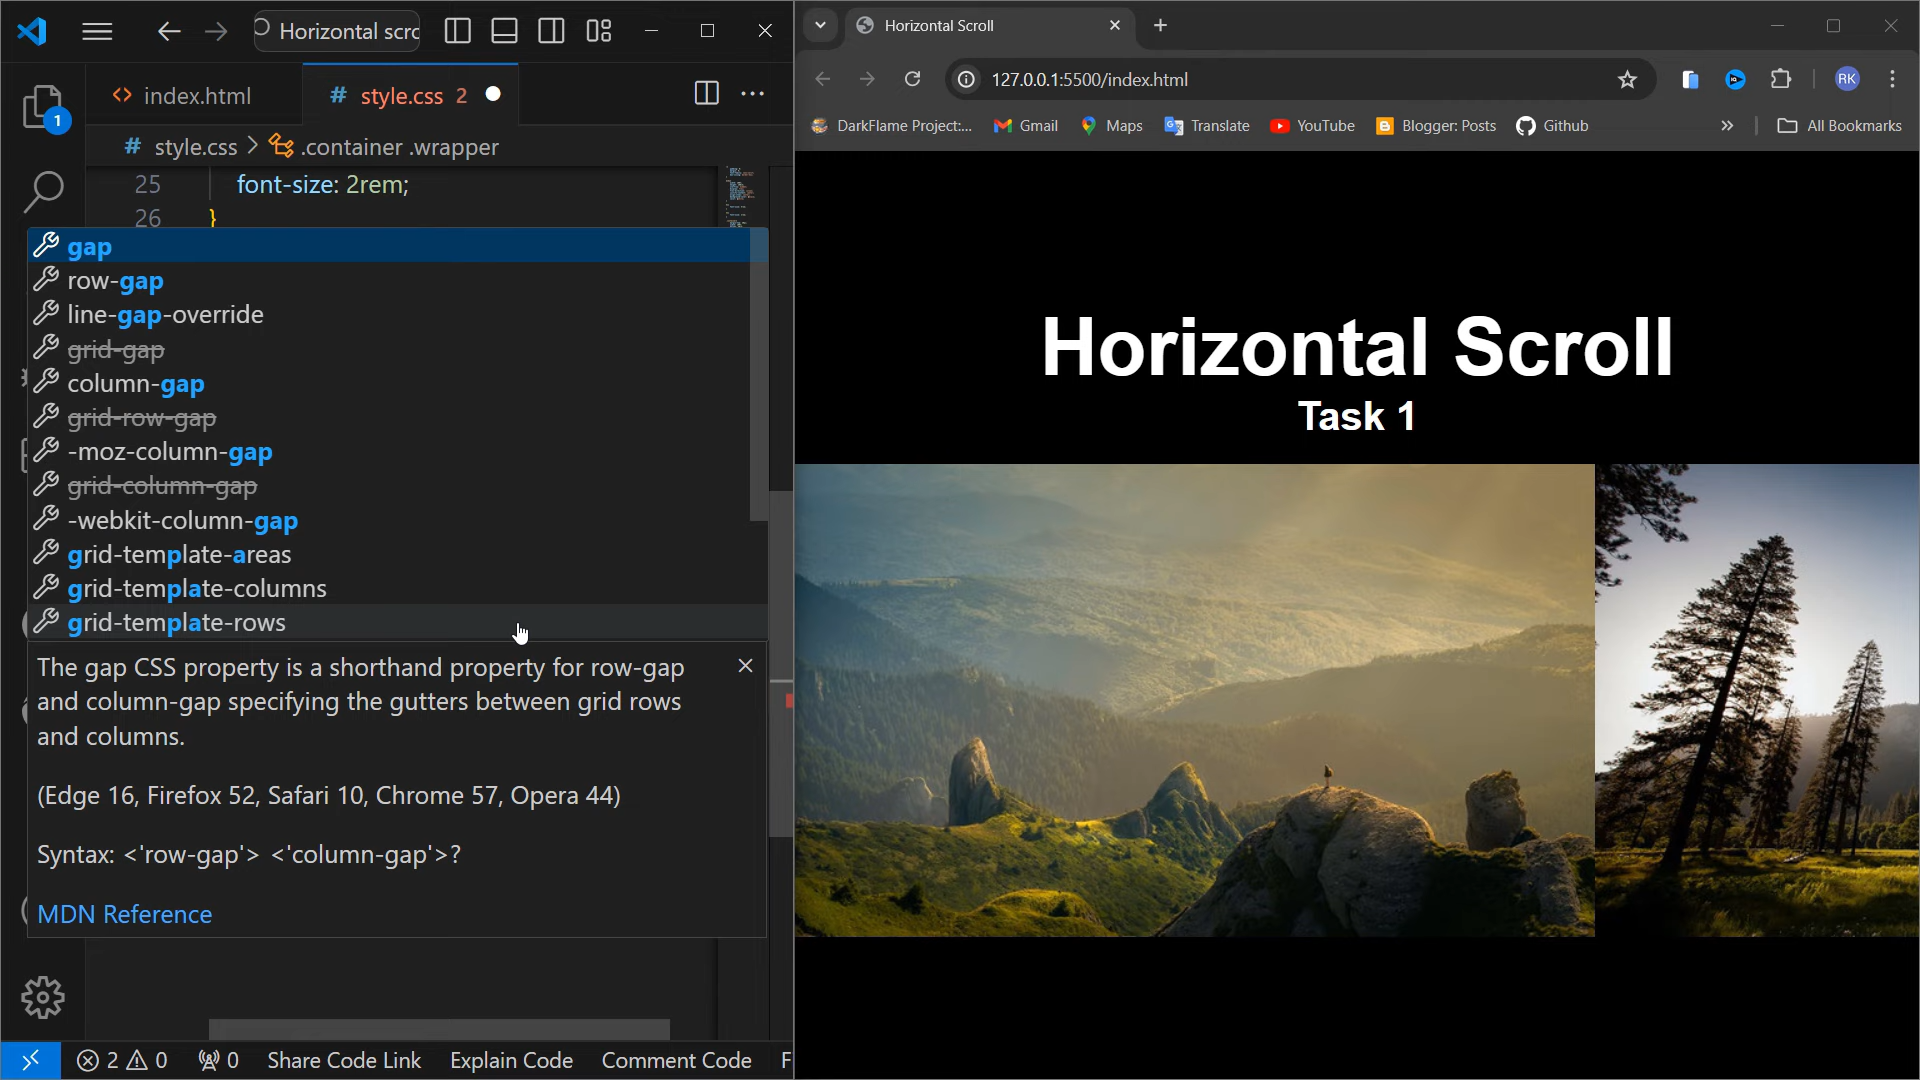 Horizontal scrc
index.html
# style.css 2
# style.css > .container .wrapper
25 font-size: 2rem;
26 }
gap
row-gap
line-gap-override
grid-gap
column-gap
grid-row-gap
-moz-column-gap
grid-column-gap
-webkit-column-gap
grid-template-areas
grid-template-columns
grid-template-rows
The gap CSS property is a shorthand property for row-gap
and column-gap specifying the gutters between grid rows
and columns.
(Edge 16, Firefox 52, Safari 10, Chrome 57, Opera 44)
Syntax: <'row-gap'> <'column-gap'>?
MDN Reference
1
2 0 0 Share Code Link Explain Code Comment Code F
Horizontal Scroll
127.0.0.1:5500/index.html
RK
DarkFlame Project:... Gmail Maps Translate YouTube Blogger: Posts Github » All Bookmarks
Horizontal Scroll
Task 1